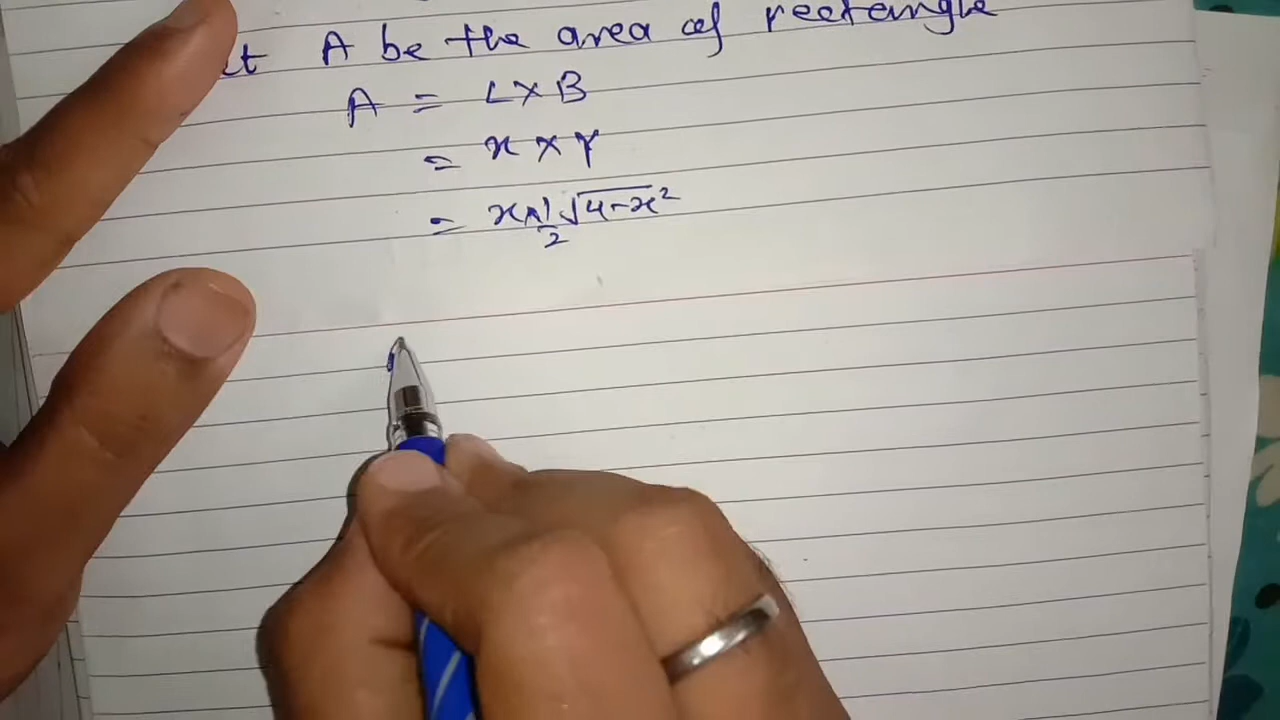 A be the area of rectangle
A = L × B
= x × y
= x × 1/2 √4-x²